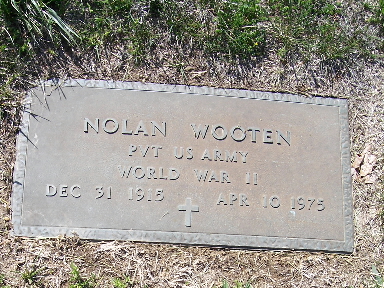 NOLAN WOOTEN
PVT US ARMY
WORLD WAR II
DEC 31 1915 APR 10 1975